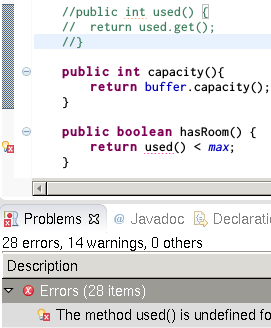 //public int used() {
//  return used.get();
//}
public int capacity(){
return buffer.capacity();
}
public boolean hasRoom() {
return used() < max;
}
Problems @ Javadoc Declaratio
28 errors, 14 warnings, 0 others
Description
Errors (28 items)
The method used() is undefined fo